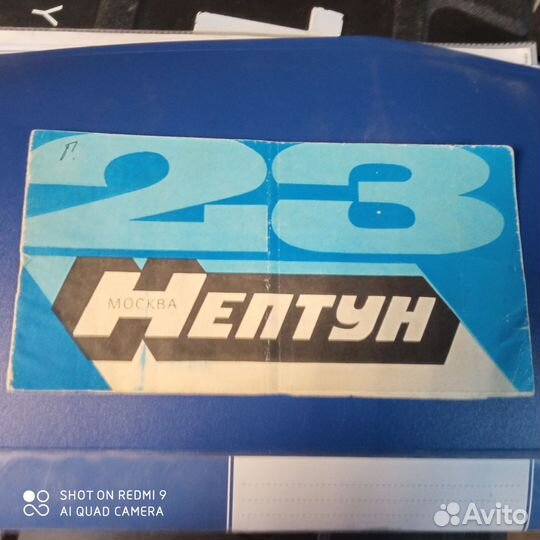 Г.
23
МОСКВА
НЕПТУН
SHOT ON REDMI 9
AI QUAD CAMERA
Avito